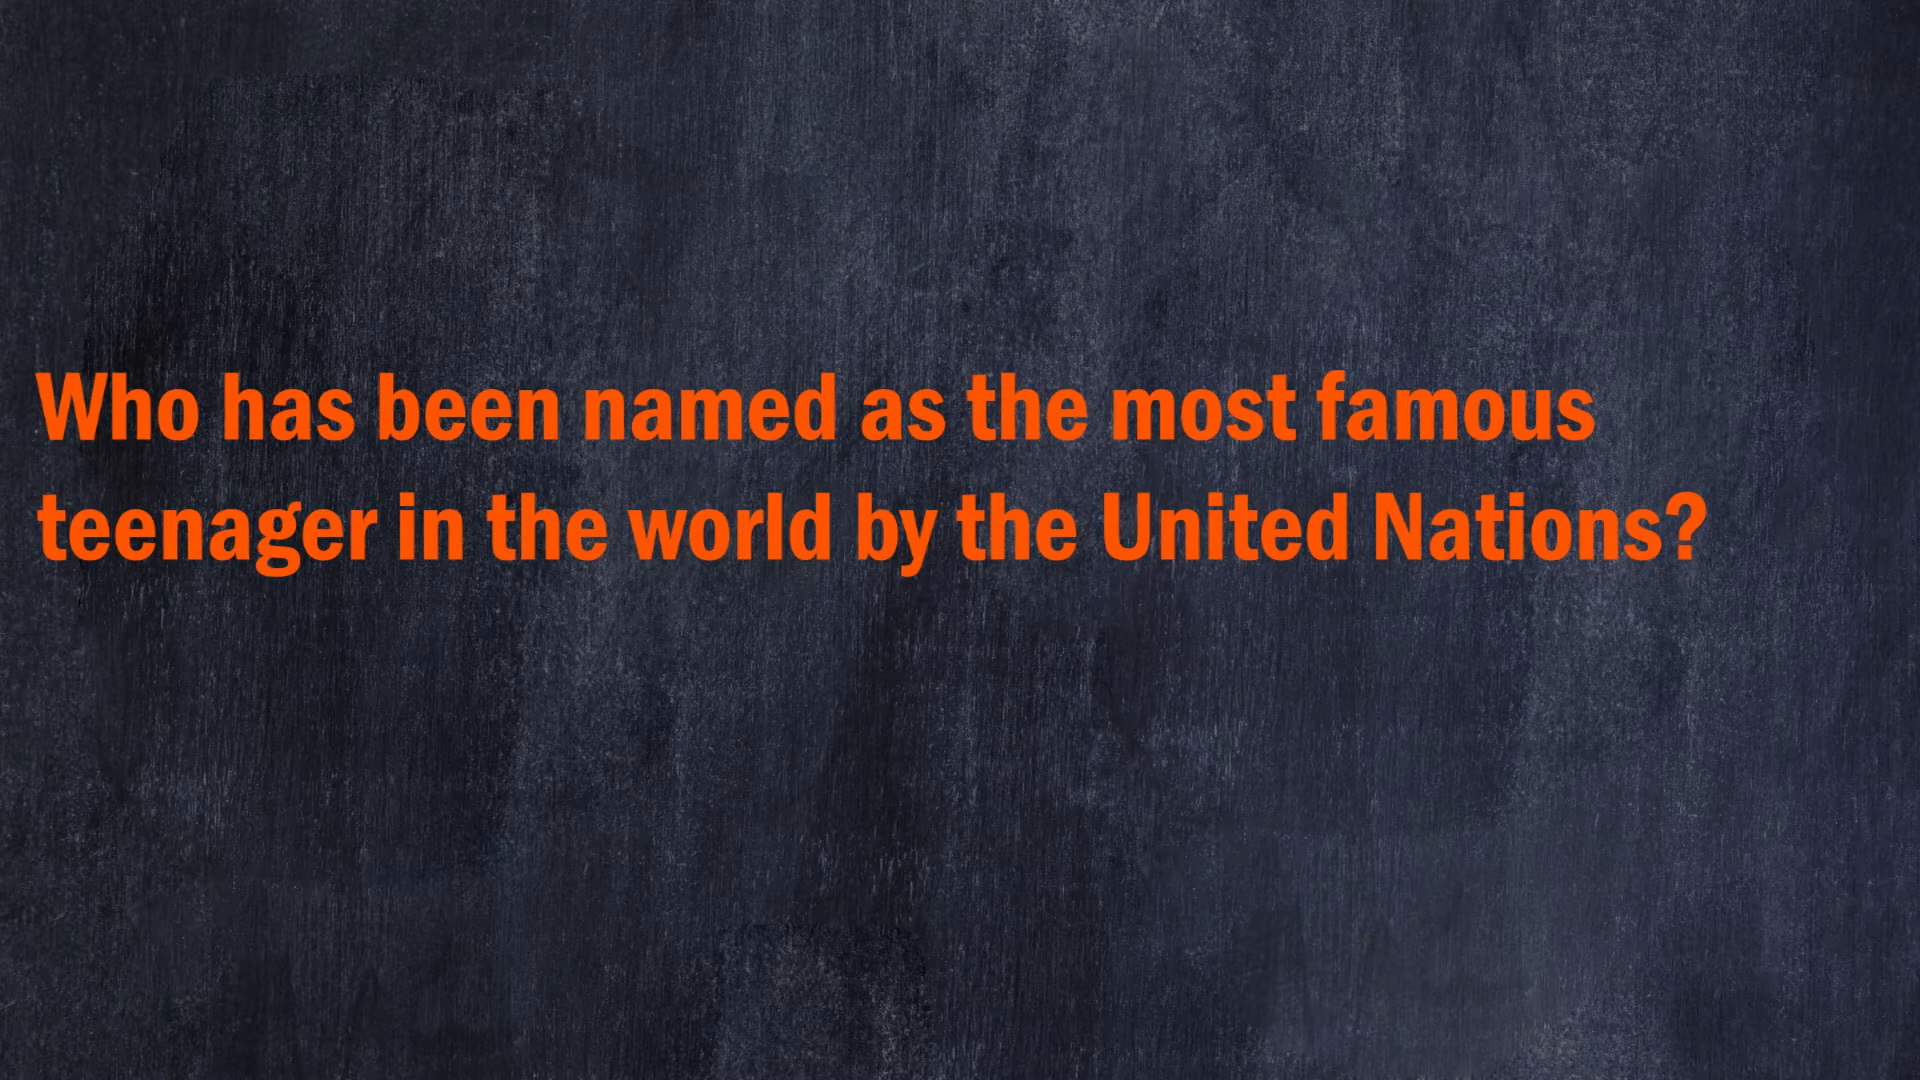 Who has been named as the most famous
teenager in the world by the United Nations?